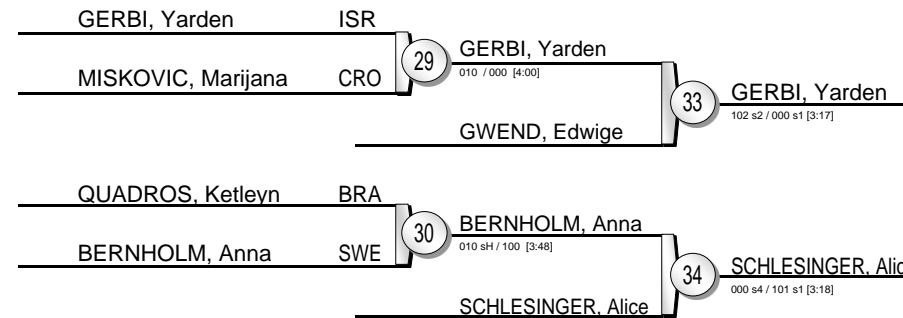 GERBI, Yarden ISR
MISKOVIC, Marijana CRO
29
GERBI, Yarden
010 / 000 [4:00]
GWEND, Edwige
33
GERBI, Yarden
102 s2 / 000 s1 [3:17]
QUADROS, Ketleyn BRA
BERNHOLM, Anna SWE
30
BERNHOLM, Anna
010 sH / 100 [3:48]
SCHLESINGER, Alice
34
SCHLESINGER, Alic
000 s4 / 101 s1 [3:18]